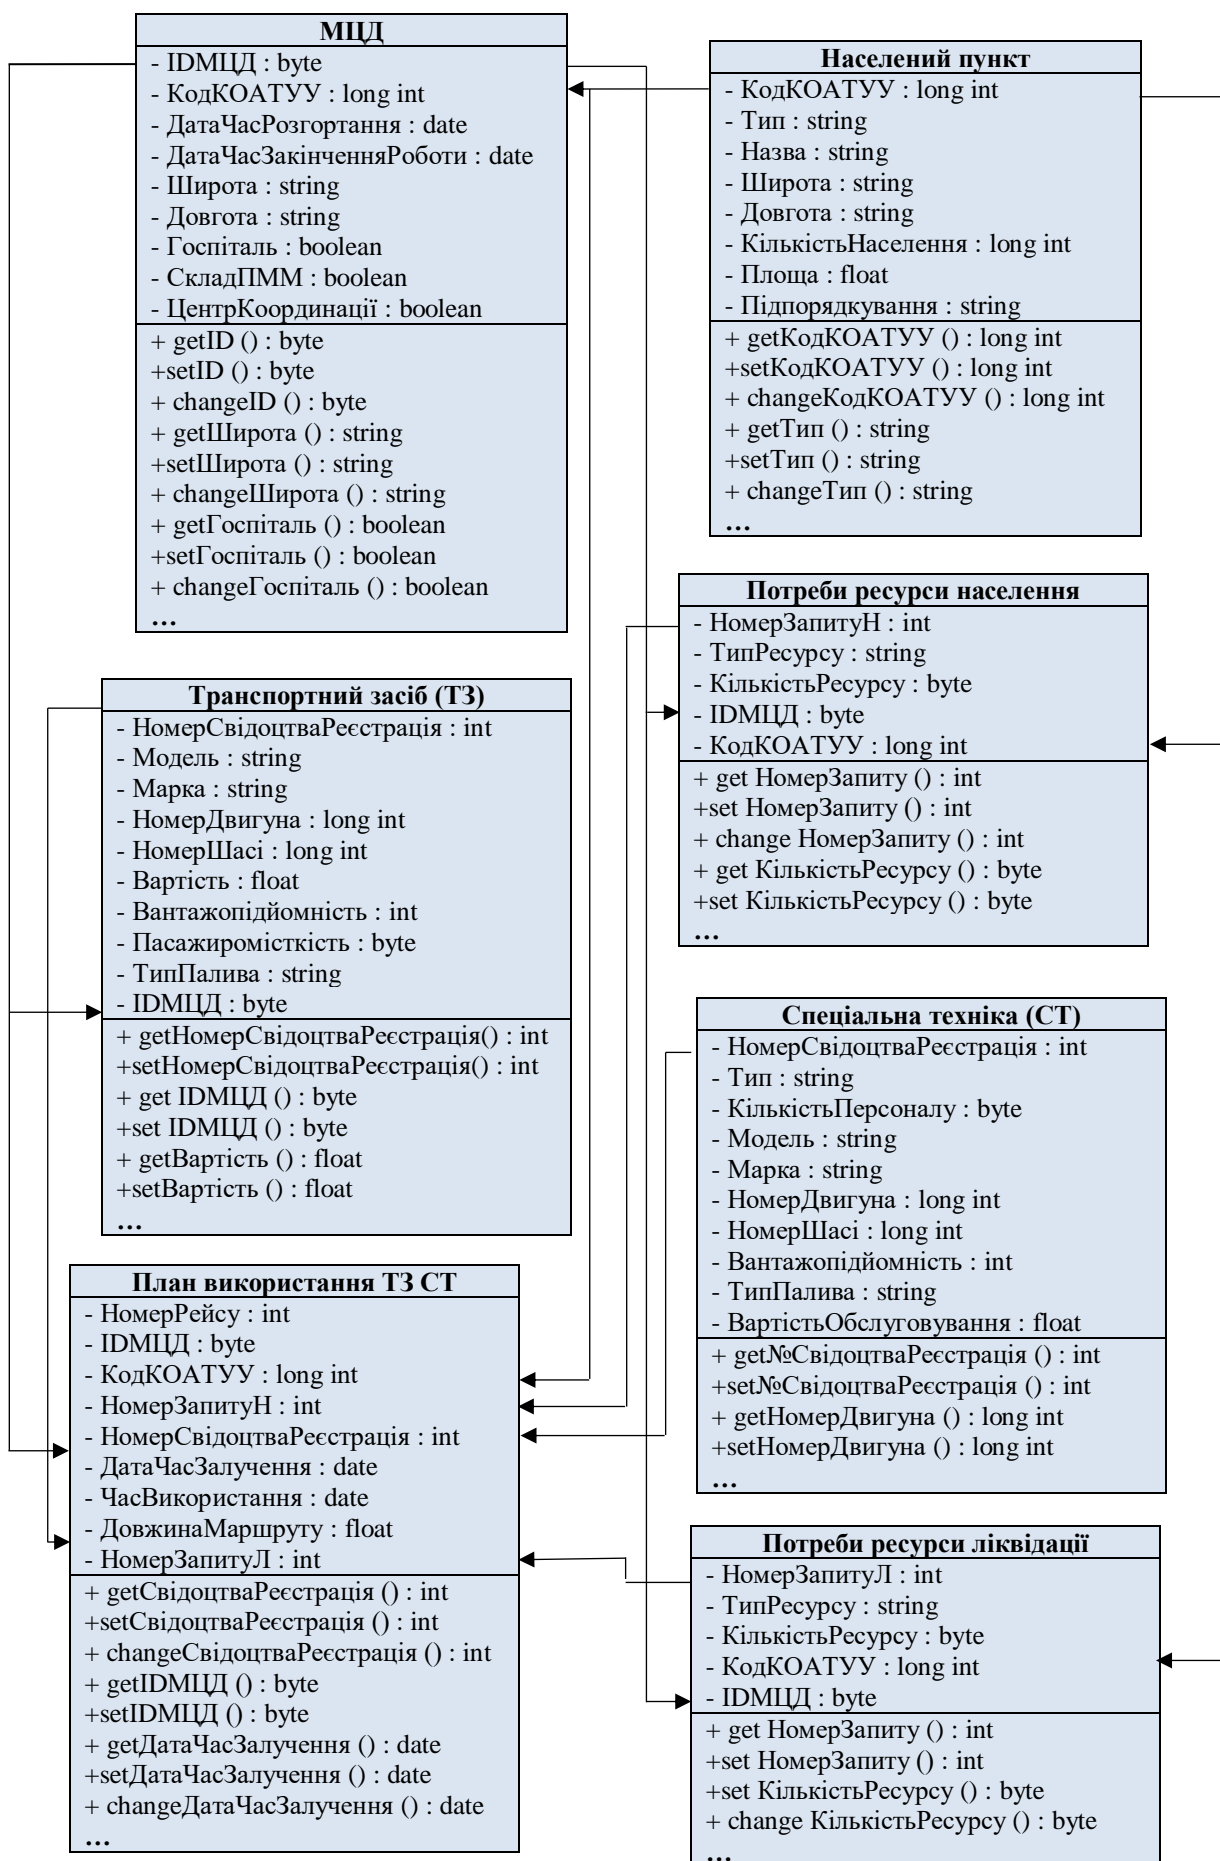 МЦД
- IDМЦД : byte
- КодКОАТУУ : long int
- ДатаЧасРозгортання : date
- ДатаЧасЗакінченняРоботи : date
- Широта : string
- Довгота : string
- Госпіталь : boolean
- СкладПММ : boolean
- ЦентрКоординації : boolean
+ getID () : byte
+setID () : byte
+ changeID () : byte
+ getШирота () : string
+setШирота () : string
+ changeШирота () : string
+ getГоспіталь () : boolean
+setГоспіталь () : boolean
+ changeГоспіталь () : boolean
...
Населений пункт
- КодКОАТУУ : long int
- Тип : string
- Назва : string
- Широта : string
- Довгота : string
- КількістьНаселення : long int
- Площа : float
- Підпорядкування : string
+ getКодКОАТУУ () : long int
+setКодКОАТУУ () : long int
+ changeКодКОАТУУ () : long int
+ getТип () : string
+setТип () : string
+ changeТип () : string
...
Потреби ресурси населення
- НомерЗапитуН : int
- ТипРесурсу : string
- КількістьРесурсу : byte
- IDМЦД : byte
- КодКОАТУУ : long int
+ get НомерЗапиту () : int
+set НомерЗапиту () : int
+ change НомерЗапиту () : int
+ get КількістьРесурсу () : byte
+set КількістьРесурсу () : byte
...
Транспортний засіб (ТЗ)
- НомерСвідоцтваРеєстрація : int
- Модель : string
- Марка : string
- НомерДвигуна : long int
- НомерШасі : long int
- Вартість : float
- Вантажопідйомність : int
- Пасажиромісткість : byte
- ТипПалива : string
- IDМЦД : byte
+ getНомерСвідоцтваРеєстрація() : int
+setНомерСвідоцтваРеєстрація() : int
+ get IDМЦД () : byte
+set IDМЦД () : byte
+ getВартість () : float
+setВартість () : float
...
Спеціальна техніка (СТ)
- НомерСвідоцтваРеєстрація : int
- Тип : string
- КількістьПерсоналу : byte
- Модель : string
- Марка : string
- НомерДвигуна : long int
- НомерШасі : long int
- Вантажопідйомність : int
- ТипПалива : string
- ВартістьОбслуговування : float
+ get№СвідоцтваРеєстрація () : int
+set№СвідоцтваРеєстрація () : int
+ getНомерДвигуна () : long int
+setНомерДвигуна () : long int
...
План використання ТЗ СТ
- НомерРейсу : int
- IDМЦД : byte
- КодКОАТУУ : long int
- НомерЗапитуН : int
- НомерСвідоцтваРеєстрація : int
- ДатаЧасЗалучення : date
- ЧасВикористання : date
- ДовжинаМаршруту : float
- НомерЗапитуЛ : int
+ getСвідоцтваРеєстрація () : int
+setСвідоцтваРеєстрація () : int
+ changeСвідоцтваРеєстрація () : int
+ getIDМЦД () : byte
+setIDМЦД () : byte
+ getДатаЧасЗалучення () : date
+setДатаЧасЗалучення () : date
+ changeДатаЧасЗалучення () : date
...
Потреби ресурси ліквідації
- НомерЗапитуЛ : int
- ТипРесурсу : string
- КількістьРесурсу : byte
- КодКОАТУУ : long int
- IDМЦД : byte
+ get НомерЗапиту () : int
+set НомерЗапиту () : int
+set КількістьРесурсу () : byte
+ change КількістьРесурсу () : byte
...